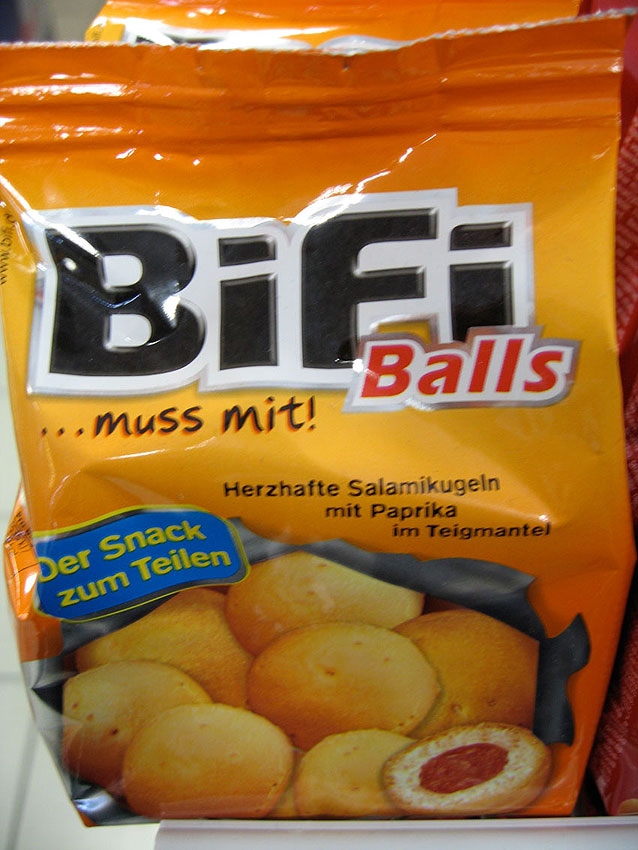 BiFi
Balls
...muss mit!
Herzhafte Salamikugeln
mit Paprika
im Teigmantel
Der Snack
zum Teilen